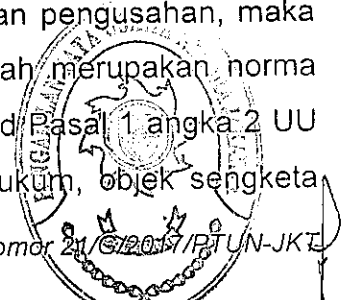 an pengusahan, maka
ah merupakan norma
d Pasal 1 angka 2 UU
ukum, objek sengketa
omor 21/G/2017/PTUN-JKT